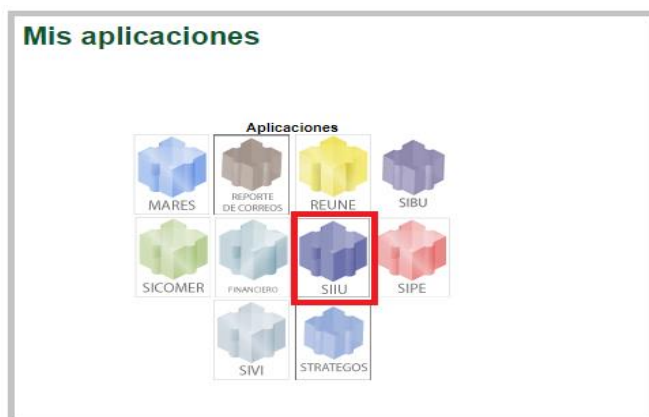 Mis aplicaciones
Aplicaciones
MARES
REPORTE
DE CORREOS
REUNE
SIBU
SICOMER
FINANCIERO
SIIU
SIPE
SIVI
STRATEGOS